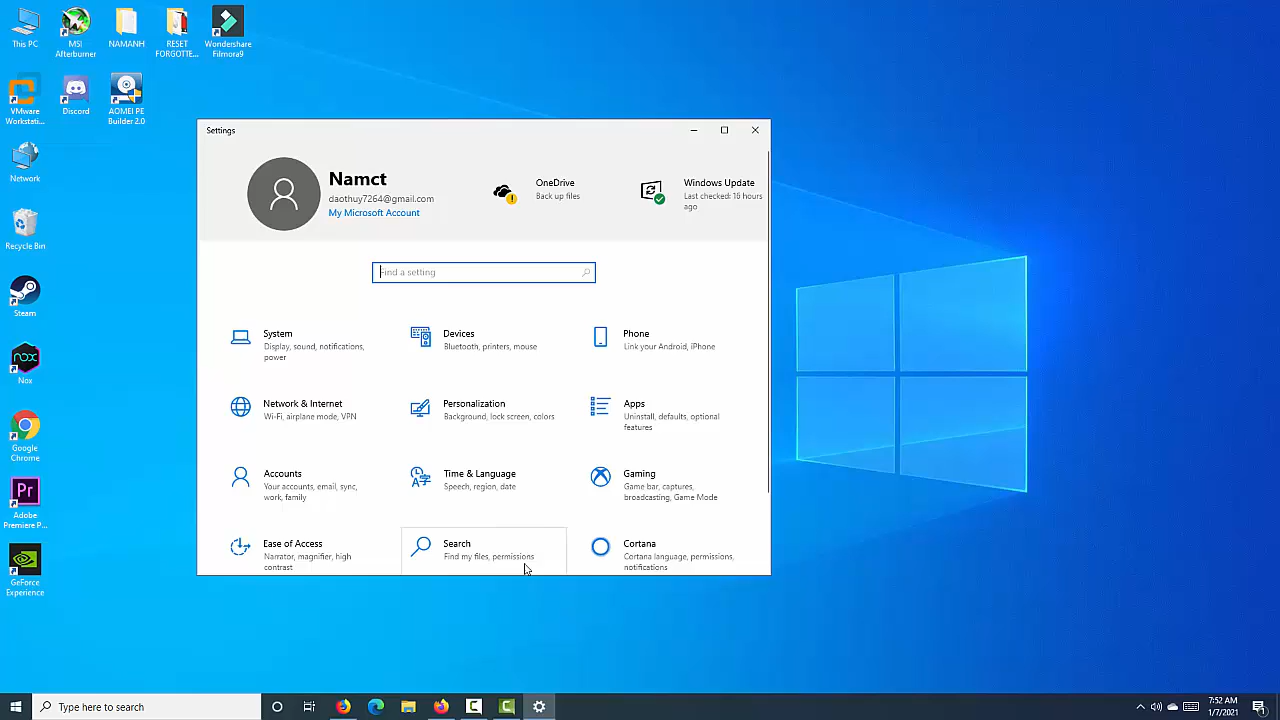 This PC
MSI
Afterburner
NAMANH
RESET
FORGOTTE...
Wondershare
Filmora9
VMware
Workstati...
Discord
AOMEI PE
Builder 2.0
Network
Recycle Bin
Steam
Nox
Google
Chrome
Adobe
Premiere P...
GeForce
Experience
Settings
Namct
daothuy7264@gmail.com
My Microsoft Account
OneDrive
Back up files
Windows Update
Last checked: 16 hours
ago
Find a setting
System
Display, sound, notifications,
power
Devices
Bluetooth, printers, mouse
Phone
Link your Android, iPhone
Network & Internet
Wi-Fi, airplane mode, VPN
Personalization
Background, lock screen, colors
Apps
Uninstall, defaults, optional
features
Accounts
Your accounts, email, sync,
work, family
Time & Language
Speech, region, date
Gaming
Game bar, captures,
broadcasting, Game Mode
Ease of Access
Narrator, magnifier, high
contrast
Search
Find my files, permissions
Cortana
Cortana language, permissions,
notifications
Type here to search
7:52 AM
1/7/2021